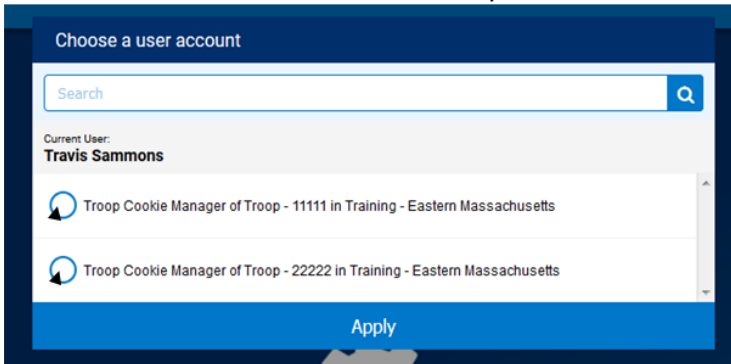 Choose a user account
Search
Current User:
Travis Sammons
Troop Cookie Manager of Troop - 11111 in Training - Eastern Massachusetts
Troop Cookie Manager of Troop - 22222 in Training - Eastern Massachusetts
Apply